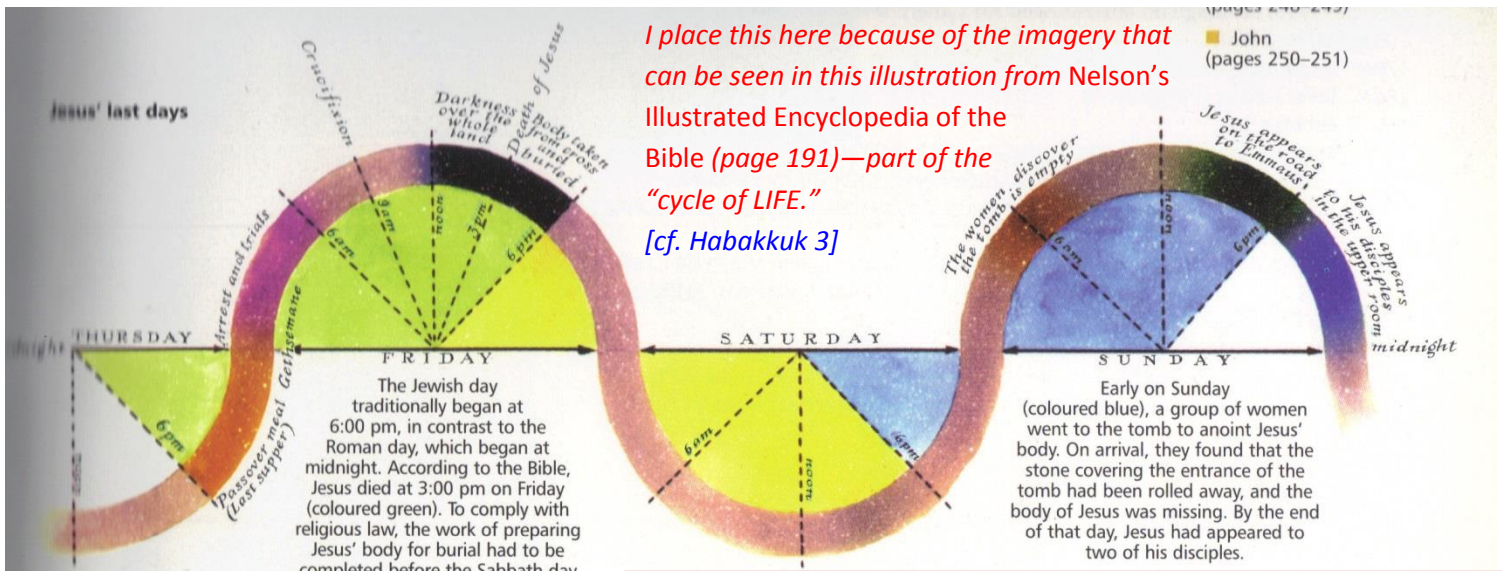 (pages 248–249)
John
(pages 250–251)
I place this here because of the imagery that
can be seen in this illustration from Nelson's
Illustrated Encyclopedia of the
Bible (page 191)—part of the
"cycle of LIFE."
[cf. Habakkuk 3]
Jesus' last days
Crucifixion
Darkness
over the
whole
land
Death of Jesus
Body taken
from cross
and
buried
Arrest and trials
Gethsemane
Passover meal
(Last supper)
6am
9am
noon
3pm
6pm
THURSDAY
6pm
FRIDAY
The Jewish day
traditionally began at
6:00 pm, in contrast to the
Roman day, which began at
midnight. According to the Bible,
Jesus died at 3:00 pm on Friday
(coloured green). To comply with
religious law, the work of preparing
Jesus' body for burial had to be
completed before the Sabbath day
SATURDAY
6am
noon
6pm
The women discover
the tomb is empty
Jesus appears
on the road
to Emmaus
Jesus appears
to his disciples
in the upper room
6am
noon
6pm
SUNDAY
midnight
Early on Sunday
(coloured blue), a group of women
went to the tomb to anoint Jesus'
body. On arrival, they found that the
stone covering the entrance of the
tomb had been rolled away, and the
body of Jesus was missing. By the end
of that day, Jesus had appeared to
two of his disciples.